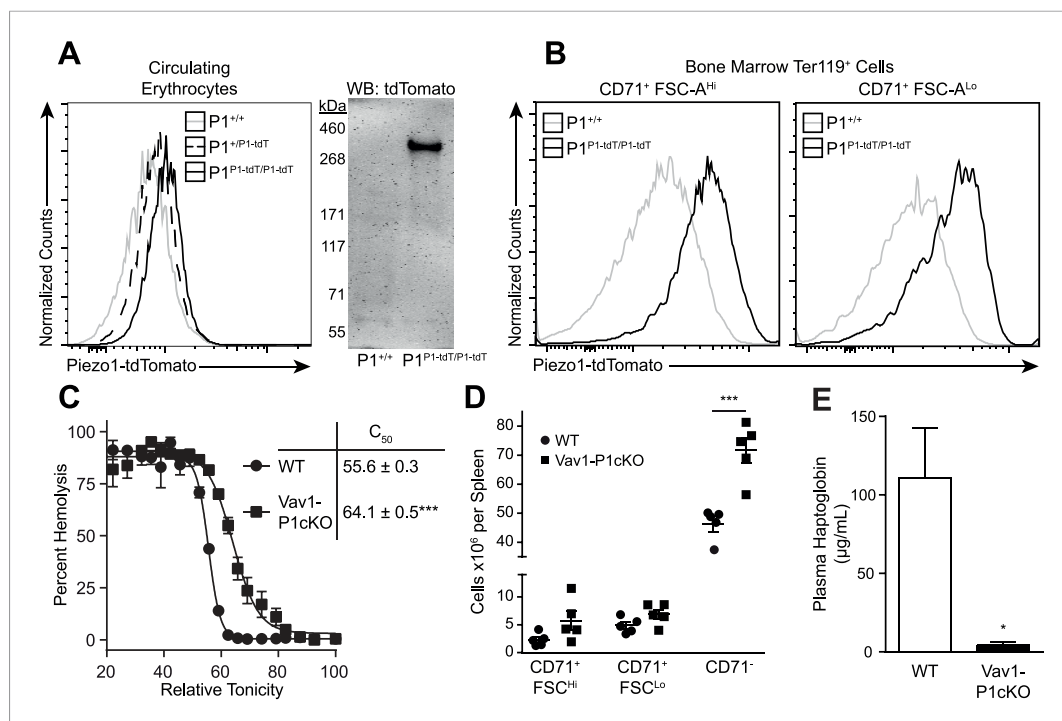 A
Circulating
Erythrocytes
P1+/+
P1+/P1-tdT
P1P1-tdT/P1-tdT
Normalized Counts
Piezo1-tdTomato
WB: tdTomato
kDa
460
268
171
117
71
55
P1+/+ P1P1-tdT/P1-tdT
B
Bone Marrow Ter119+ Cells
CD71+ FSC-AHi
CD71+ FSC-ALo
P1+/+
P1P1-tdT/P1-tdT
P1+/+
P1P1-tdT/P1-tdT
Normalized Counts
Normalized Counts
Piezo1-tdTomato
C
C50
WT 55.6 ± 0.3
Vav1-
P1cKO 64.1 ± 0.5***
Percent Hemolysis
100
75
50
25
0
20 40 60 80 100
Relative Tonicity
D
WT
Vav1-P1cKO
***
Cells x10⁶ per Spleen
80
70
60
50
40
10
5
0
CD71+
FSCHi
CD71+
FSCLo
CD71-
E
Plasma Haptoglobin
(µg/mL)
150
100
50
0
*
WT
Vav1-
P1cKO